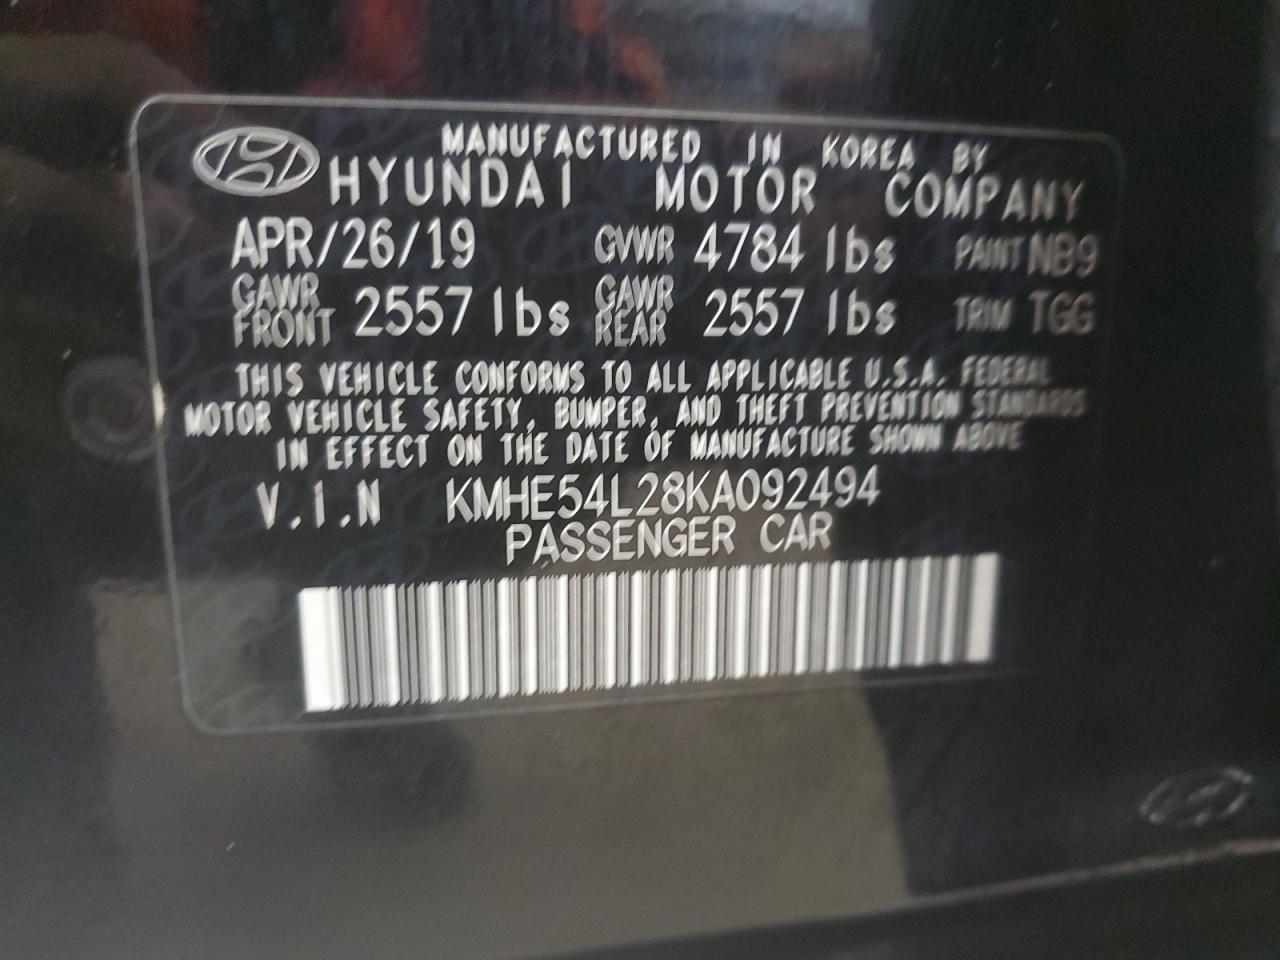 MANUFACTURED IN KOREA BY
HYUNDAI MOTOR COMPANY
APR/26/19 GVWR 4784 lbs PAINT NB9
GAWR FRONT 2557 lbs GAWR REAR 2557 lbs TRIM TGG
THIS VEHICLE CONFORMS TO ALL APPLICABLE U.S.A. FEDERAL
MOTOR VEHICLE SAFETY, BUMPER, AND THEFT PREVENTION STANDARDS
IN EFFECT ON THE DATE OF MANUFACTURE SHOWN ABOVE
V.I.N KMHE54L28KA092494
PASSENGER CAR